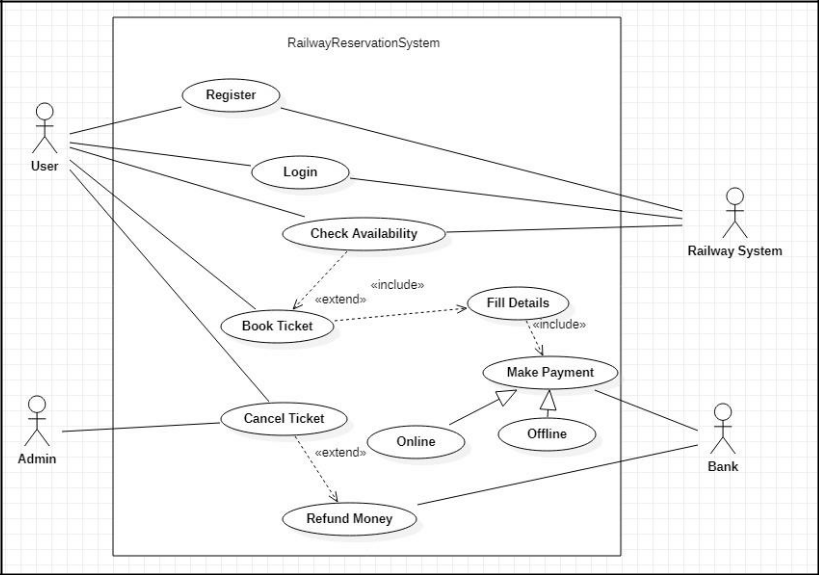 RailwayReservationSystem
Register
User
Login
Check Availability
Railway System
«include»
«extend»
Fill Details
Book Ticket
«include»
Make Payment
Cancel Ticket
Online
Offline
Admin
«extend»
Bank
Refund Money